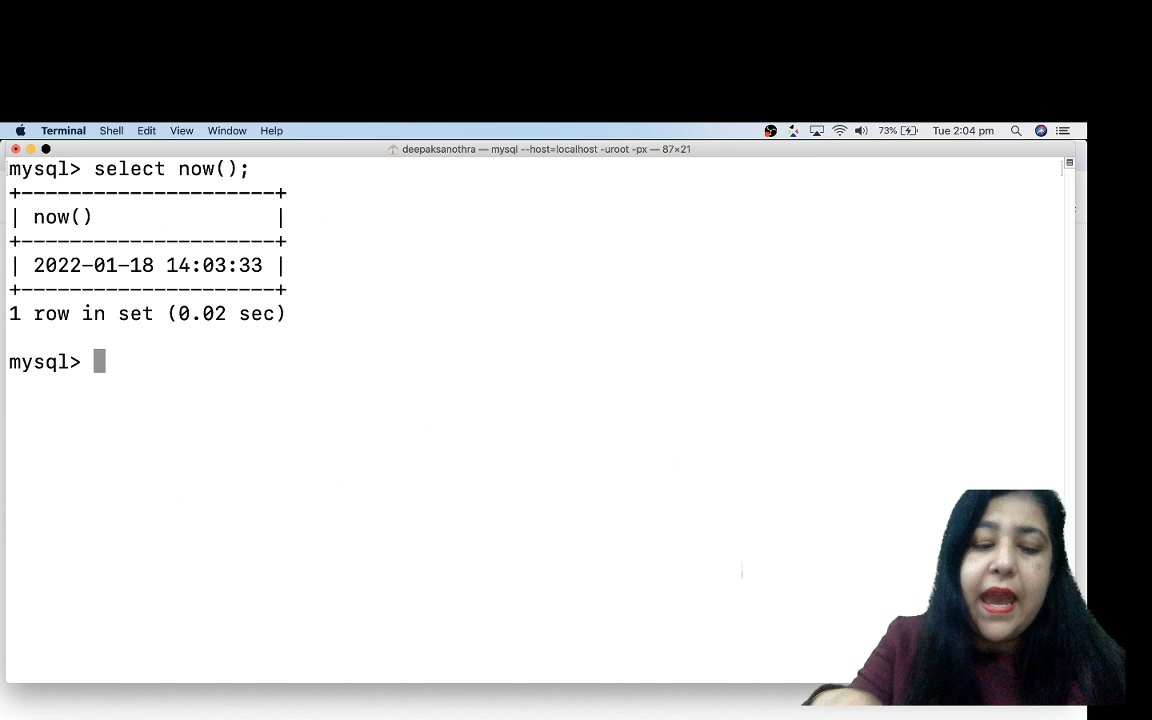 Terminal Shell Edit View Window Help 73% Tue 2:04 pm
deepaksanothra — mysql --host=localhost -uroot -px — 87×21
mysql> select now();
+---------------------+
| now()               |
+---------------------+
| 2022-01-18 14:03:33 |
+---------------------+
1 row in set (0.02 sec)
mysql>